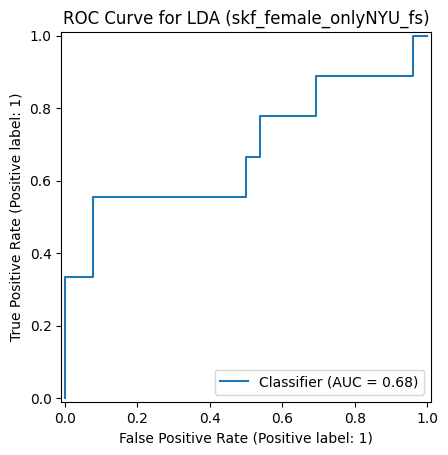 ROC Curve for LDA (skf_female_onlyNYU_fs)
1.0
0.8
0.6
0.4
0.2
0.0
True Positive Rate (Positive label: 1)
Classifier (AUC = 0.68)
0.0 0.2 0.4 0.6 0.8 1.0
False Positive Rate (Positive label: 1)